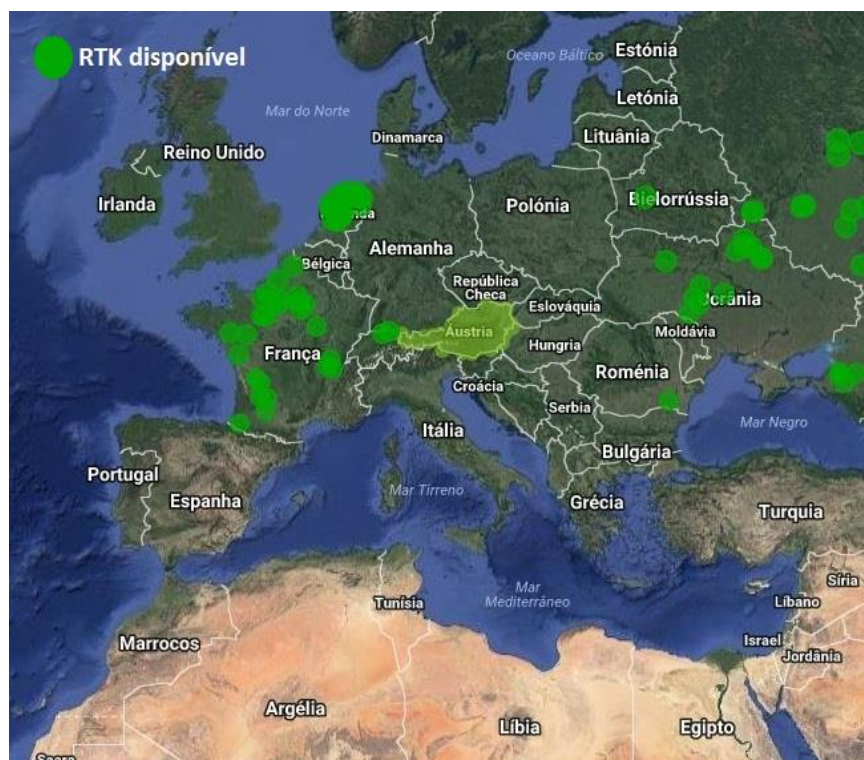 RTK disponível
Oceano Báltico
Estónia
Mar do Norte
Letónia
Dinamarca
Lituânia
Reino Unido
Irlanda
Bielorrússia
Polónia
Alemanha
Bélgica
República
Checa
Eslováquia
Ucrânia
Áustria
Moldávia
França
Hungria
Roménia
Croácia
Sérbia
Itália
Mar Negro
Bulgária
Portugal
Espanha
Mar Tirreno
Grécia
Turquia
Mar
Mediterrâneo
Síria
Líbano
Tunísia
Israel
Marrocos
Jordânia
Argélia
Líbia
Egipto